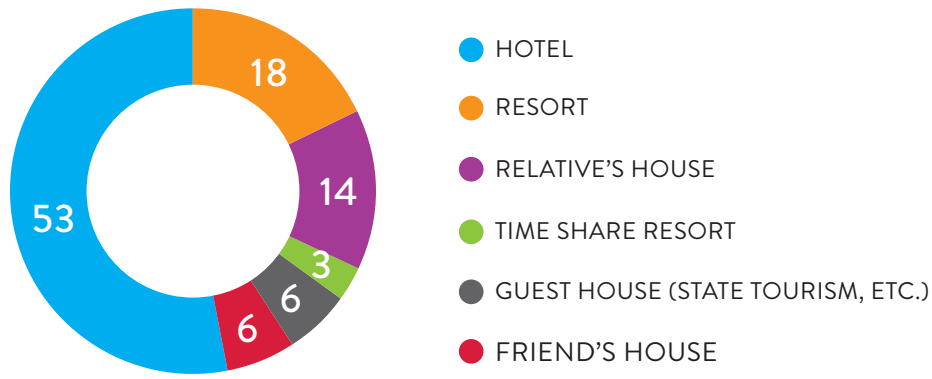 18
14
53
3
6
6
HOTEL
RESORT
RELATIVE'S HOUSE
TIME SHARE RESORT
GUEST HOUSE (STATE TOURISM, ETC.)
FRIEND'S HOUSE